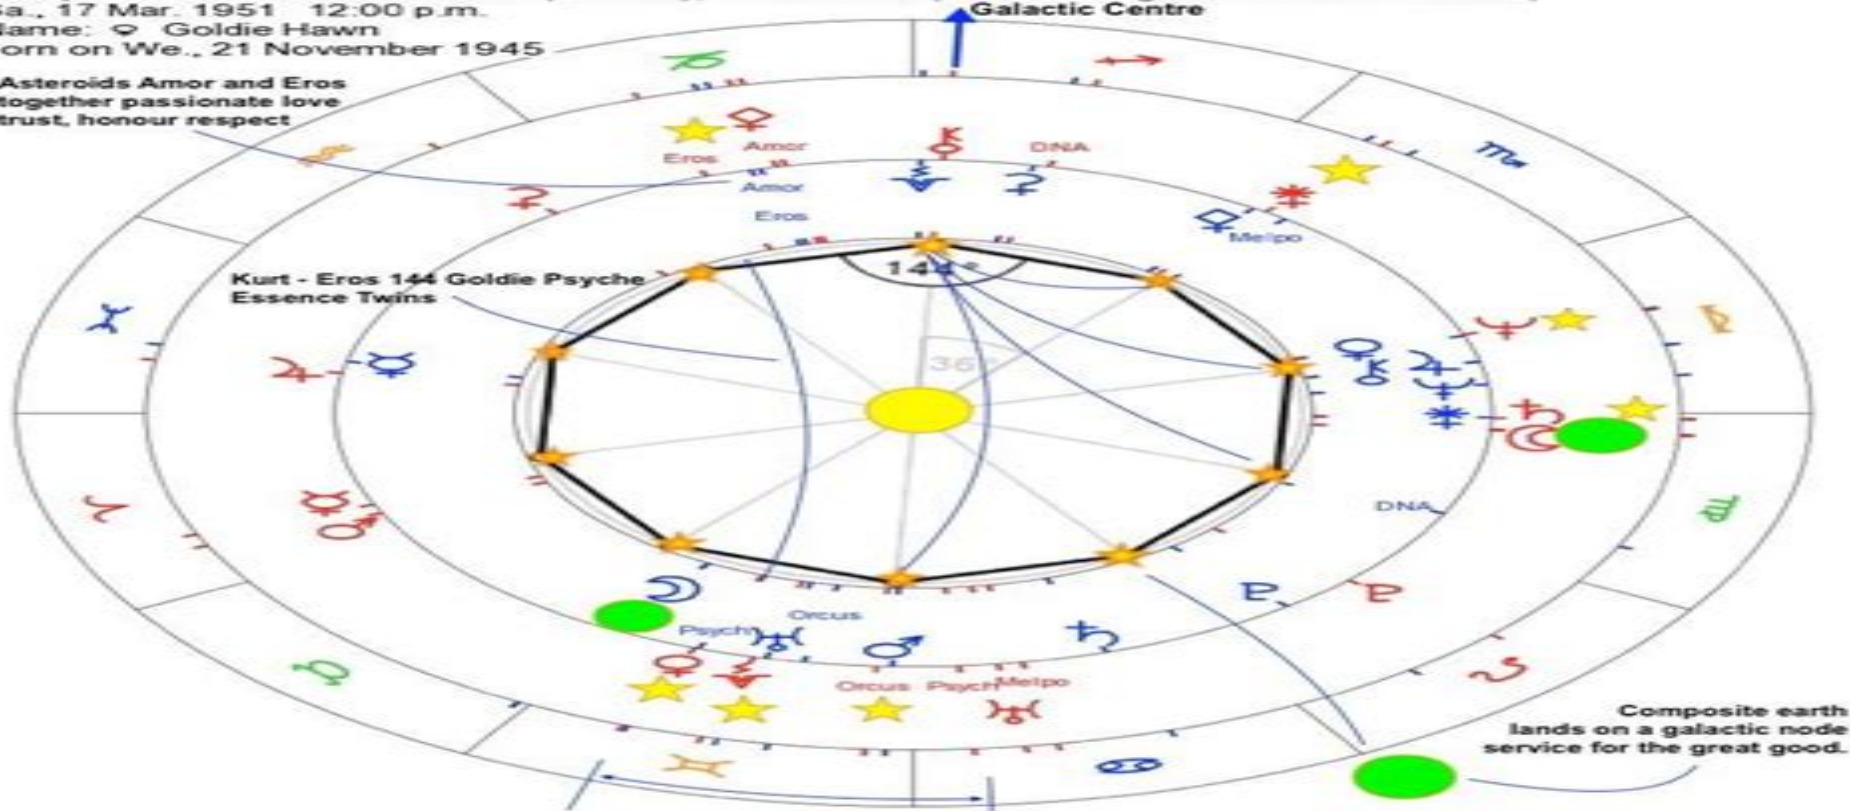 Sa., 17 Mar. 1951 12:00 p.m.
Name: ♀ Goldie Hawn
orn on We., 21 November 1945
Galactic Centre
Asteroids Amor and Eros
together passionate love
trust, honour respect
Amor
Eros
DNA
Amor
Eros
Melpo
Kurt - Eros 144 Goldie Psyche
Essence Twins
144°
36°
DNA
Orcus
Psych
Orcus Psych Melpo
Composite earth
lands on a galactic node
service for the great good.